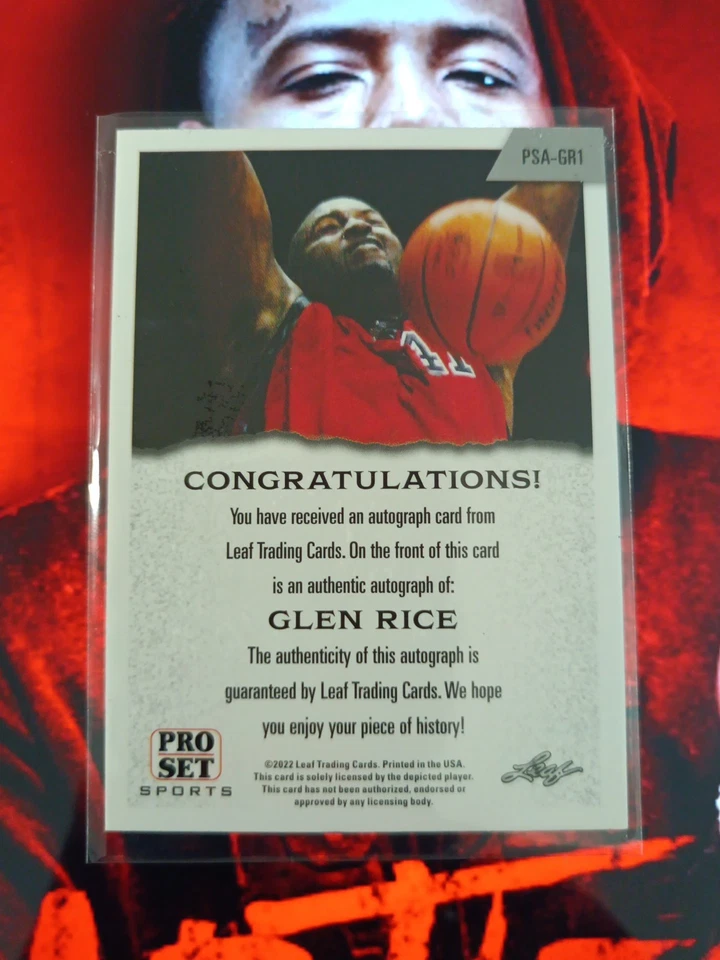 PSA-GR1
CONGRATULATIONS!
You have received an autograph card from
Leaf Trading Cards. On the front of this card
is an authentic autograph of:
GLEN RICE
The authenticity of this autograph is
guaranteed by Leaf Trading Cards. We hope
you enjoy your piece of history!
PRO
SET
SPORTS
©2022 Leaf Trading Cards. Printed in the USA.
This card is solely licensed by the depicted player.
This card has not been authorized, endorsed or
approved by any licensing body.
Leaf